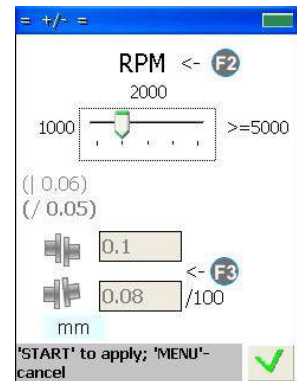 = +/- =
RPM <- F2
2000
1000 >=5000
(| 0.06)
(/ 0.05)
0.1
<- F3
0.08 /100
mm
'START' to apply; 'MENU'-
cancel